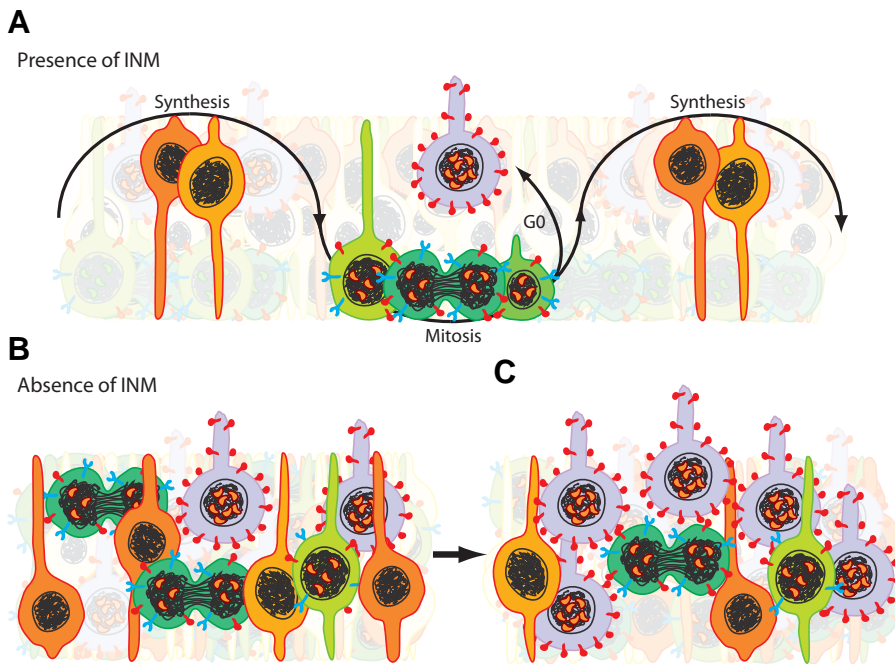 A
Presence of INM
Synthesis
Synthesis
G0
Mitosis
B
Absence of INM
C